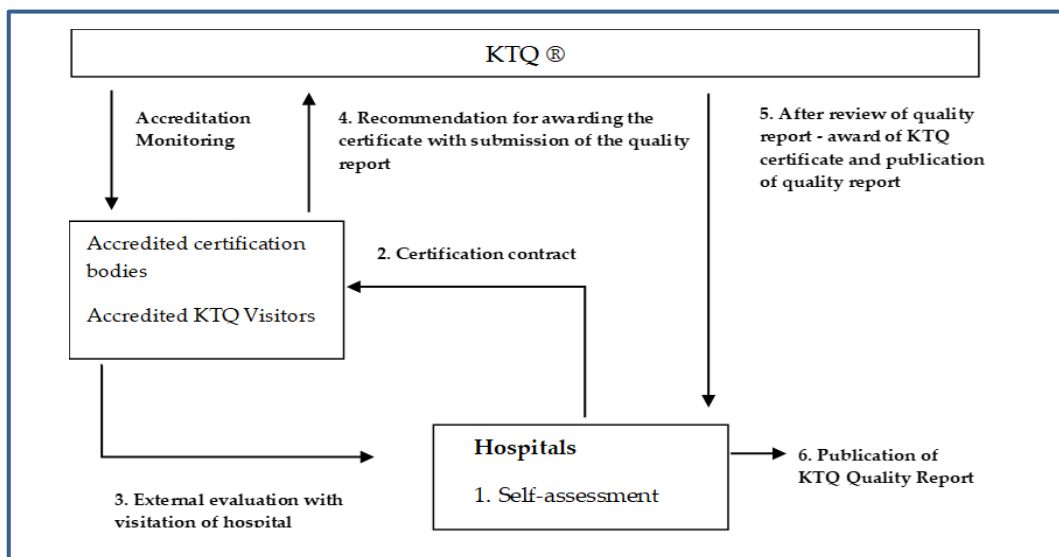 KTQ ®
Accreditation
Monitoring
4. Recommendation for awarding the
certificate with submission of the quality
report
5. After review of quality
report - award of KTQ
certificate and publication
of quality report
Accredited certification
bodies
Accredited KTQ Visitors
2. Certification contract
Hospitals
1. Self-assessment
3. External evaluation with
visitation of hospital
6. Publication of
KTQ Quality Report